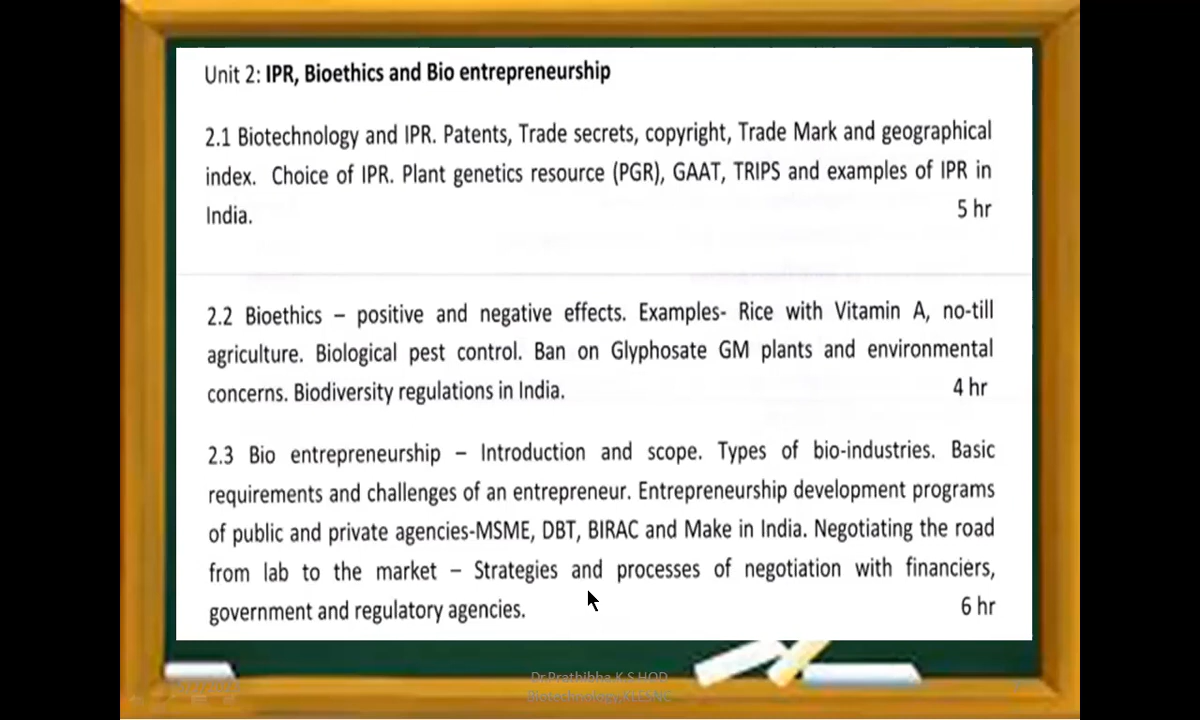 Unit 2: IPR, Bioethics and Bio entrepreneurship
2.1 Biotechnology and IPR. Patents, Trade secrets, copyright, Trade Mark and geographical
index. Choice of IPR. Plant genetics resource (PGR), GAAT, TRIPS and examples of IPR in
India. 5 hr
2.2 Bioethics – positive and negative effects. Examples- Rice with Vitamin A, no-till
agriculture. Biological pest control. Ban on Glyphosate GM plants and environmental
concerns. Biodiversity regulations in India. 4 hr
2.3 Bio entrepreneurship – Introduction and scope. Types of bio-industries. Basic
requirements and challenges of an entrepreneur. Entrepreneurship development programs
of public and private agencies-MSME, DBT, BIRAC and Make in India. Negotiating the road
from lab to the market – Strategies and processes of negotiation with financiers,
government and regulatory agencies. 6 hr
Dr.Prathibha K S HOD
Biotechnology,